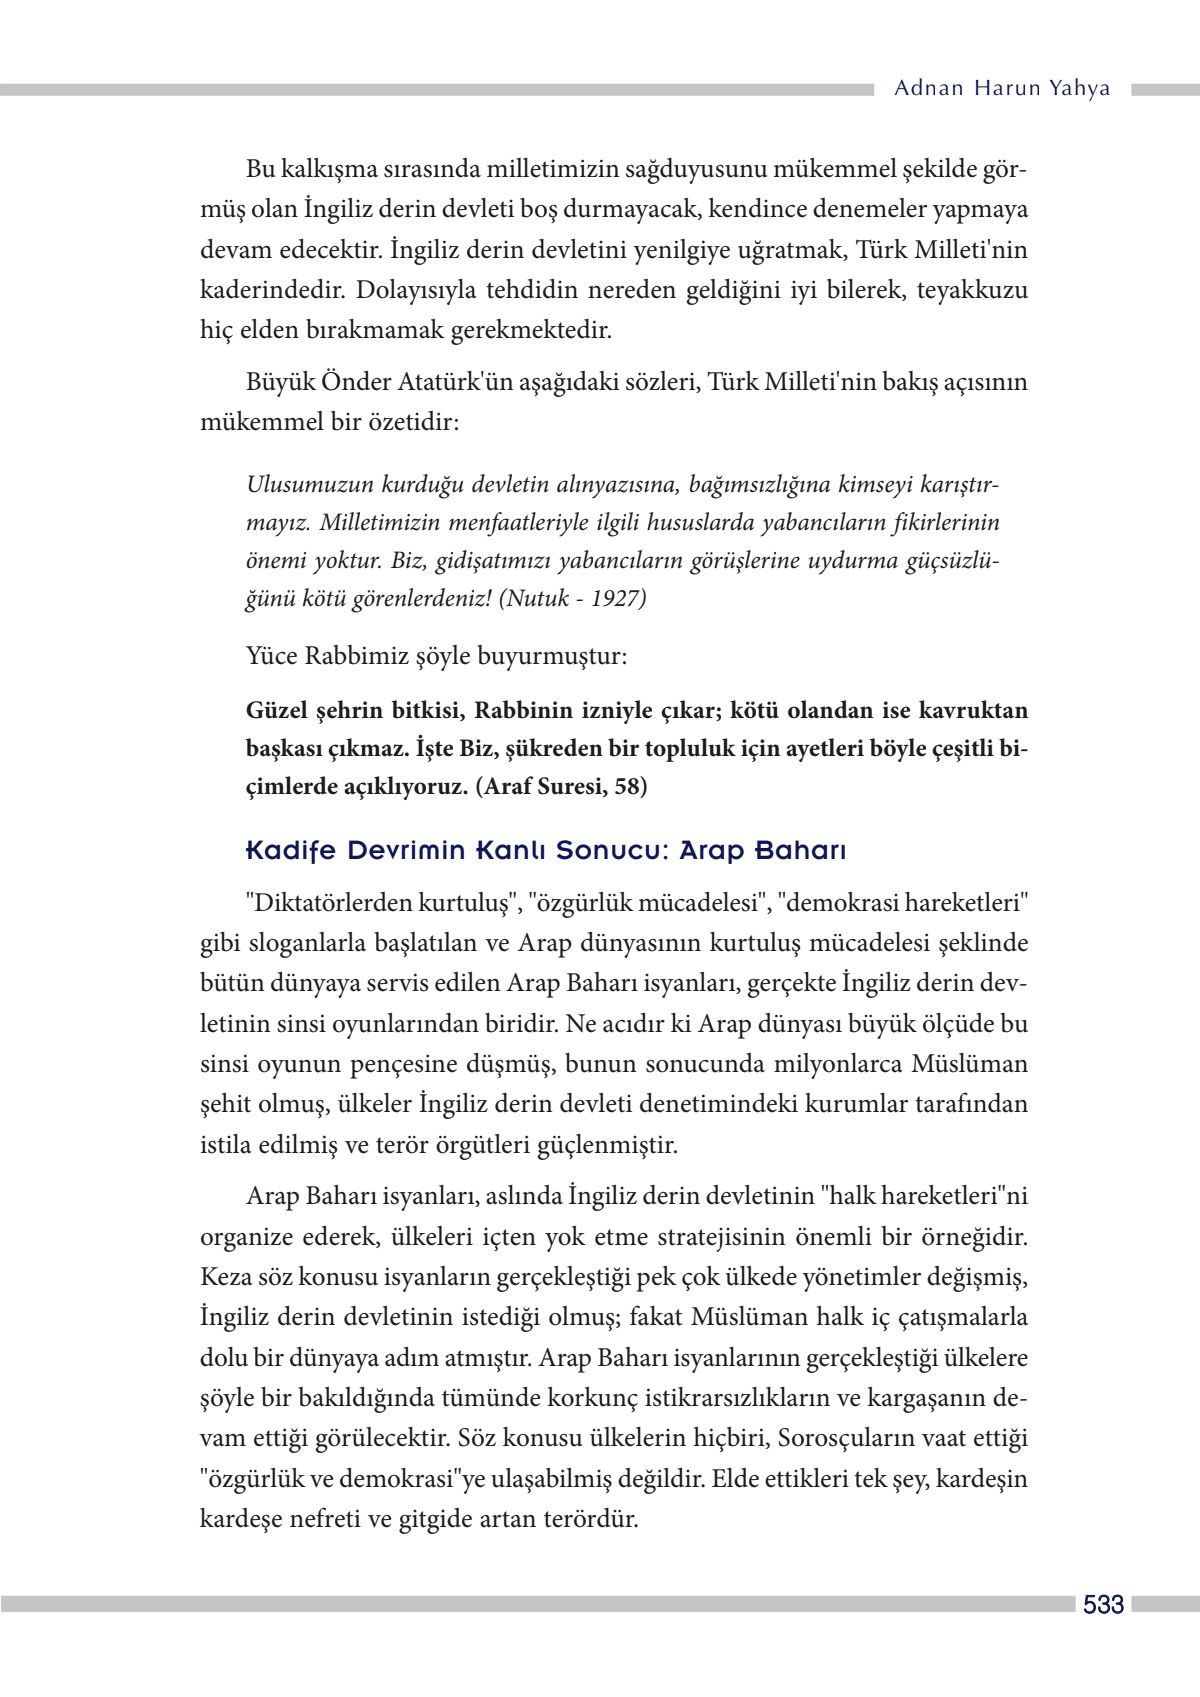 Adnan Harun Yahya
Bu kalkışma sırasında milletimizin sağduyusunu mükemmel şekilde gör-
müş olan İngiliz derin devleti boş durmayacak, kendince denemeler yapmaya
devam edecektir. İngiliz derin devletini yenilgiye uğratmak, Türk Milleti'nin
kaderindedir. Dolayısıyla tehdidin nereden geldiğini iyi bilerek, teyakkuzu
hiç elden bırakmamak gerekmektedir.
Büyük Önder Atatürk'ün aşağıdaki sözleri, Türk Milleti'nin bakış açısının
mükemmel bir özetidir:
Ulusumuzun kurduğu devletin alınyazısına, bağımsızlığına kimseyi karıştır-
mayız. Milletimizin menfaatleriyle ilgili hususlarda yabancıların fikirlerinin
önemi yoktur. Biz, gidişatımızı yabancıların görüşlerine uydurma güçsüzlü-
ğünü kötü görenlerdeniz! (Nutuk - 1927)
Yüce Rabbimiz şöyle buyurmuştur:
Güzel şehrin bitkisi, Rabbinin izniyle çıkar; kötü olandan ise kavruktan
başkası çıkmaz. İşte Biz, şükreden bir topluluk için ayetleri böyle çeşitli bi-
çimlerde açıklıyoruz. (Araf Suresi, 58)
Kadife Devrimin Kanlı Sonucu: Arap Baharı
"Diktatörlerden kurtuluş", "özgürlük mücadelesi", "demokrasi hareketleri"
gibi sloganlarla başlatılan ve Arap dünyasının kurtuluş mücadelesi şeklinde
bütün dünyaya servis edilen Arap Baharı isyanları, gerçekte İngiliz derin dev-
letinin sinsi oyunlarından biridir. Ne acıdır ki Arap dünyası büyük ölçüde bu
sinsi oyunun pençesine düşmüş, bunun sonucunda milyonlarca Müslüman
şehit olmuş, ülkeler İngiliz derin devleti denetimindeki kurumlar tarafından
istila edilmiş ve terör örgütleri güçlenmiştir.
Arap Baharı isyanları, aslında İngiliz derin devletinin "halk hareketleri"ni
organize ederek, ülkeleri içten yok etme stratejisinin önemli bir örneğidir.
Keza söz konusu isyanların gerçekleştiği pek çok ülkede yönetimler değişmiş,
İngiliz derin devletinin istediği olmuş; fakat Müslüman halk iç çatışmalarla
dolu bir dünyaya adım atmıştır. Arap Baharı isyanlarının gerçekleştiği ülkelere
şöyle bir bakıldığında tümünde korkunç istikrarsızlıkların ve kargaşanın de-
vam ettiği görülecektir. Söz konusu ülkelerin hiçbiri, Sorosçuların vaat ettiği
"özgürlük ve demokrasi"ye ulaşabilmiş değildir. Elde ettikleri tek şey, kardeşin
kardeşe nefreti ve gitgide artan terördür.
533